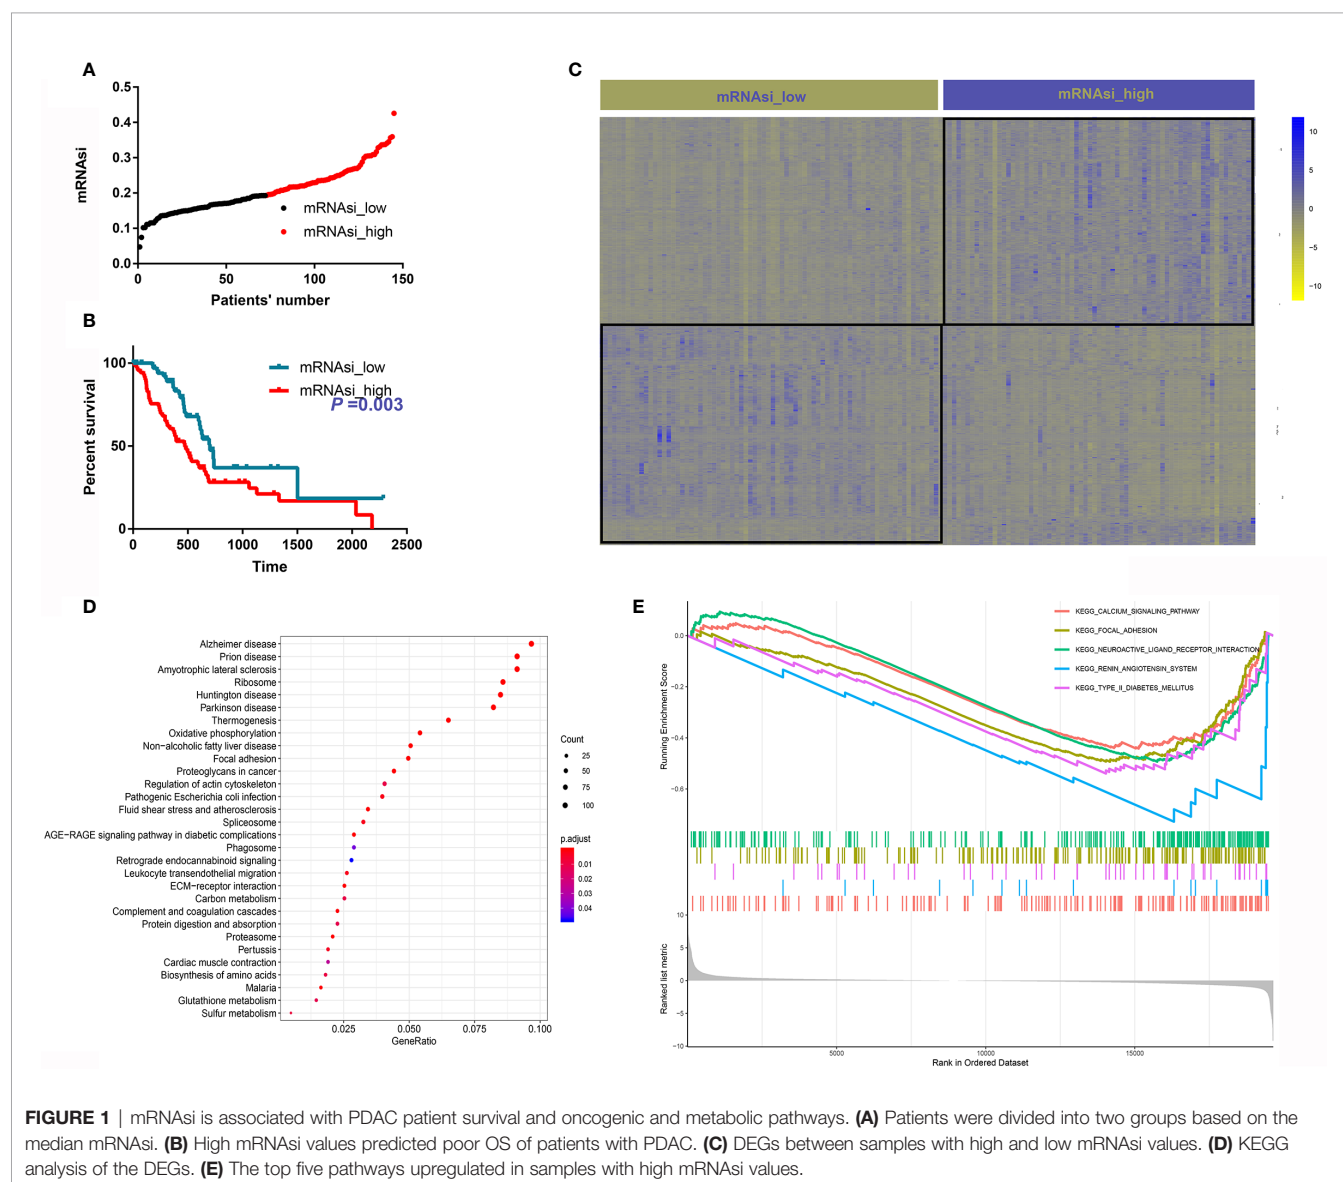 A
0.5
0.4
0.3
0.2
0.1
0.0
mRNAsi
mRNAsi_low
mRNAsi_high
0
50
100
150
Patients' number
B
100
50
0
Percent survival
mRNAsi_low
mRNAsi_high
P =0.003
0
500
1000
1500
2000
2500
Time
C
mRNAsi_low
mRNAsi_high
10
5
0
−5
−10
D
Alzheimer disease
Prion disease
Amyotrophic lateral sclerosis
Ribosome
Huntington disease
Parkinson disease
Thermogenesis
Oxidative phosphorylation
Non−alcoholic fatty liver disease
Focal adhesion
Proteoglycans in cancer
Regulation of actin cytoskeleton
Pathogenic Escherichia coli infection
Fluid shear stress and atherosclerosis
Spliceosome
AGE−RAGE signaling pathway in diabetic complications
Phagosome
Retrograde endocannabinoid signaling
Leukocyte transendothelial migration
ECM−receptor interaction
Carbon metabolism
Complement and coagulation cascades
Protein digestion and absorption
Proteasome
Pertussis
Cardiac muscle contraction
Biosynthesis of amino acids
Malaria
Glutathione metabolism
Sulfur metabolism
0.025
0.050
0.075
0.100
GeneRatio
Count
25
50
75
100
p.adjust
0.01
0.02
0.03
0.04
E
KEGG_CALCIUM_SIGNALING_PATHWAY
KEGG_FOCAL_ADHESION
KEGG_NEUROACTIVE_LIGAND_RECEPTOR_INTERACTION
KEGG_RENIN_ANGIOTENSIN_SYSTEM
KEGG_TYPE_II_DIABETES_MELLITUS
0.0
−0.2
−0.4
−0.6
Running Enrichment Score
10
5
0
−5
−10
Ranked list metric
5000
10000
15000
Rank in Ordered Dataset
FIGURE 1 | mRNAsi is associated with PDAC patient survival and oncogenic and metabolic pathways. (A) Patients were divided into two groups based on the
median mRNAsi. (B) High mRNAsi values predicted poor OS of patients with PDAC. (C) DEGs between samples with high and low mRNAsi values. (D) KEGG
analysis of the DEGs. (E) The top five pathways upregulated in samples with high mRNAsi values.